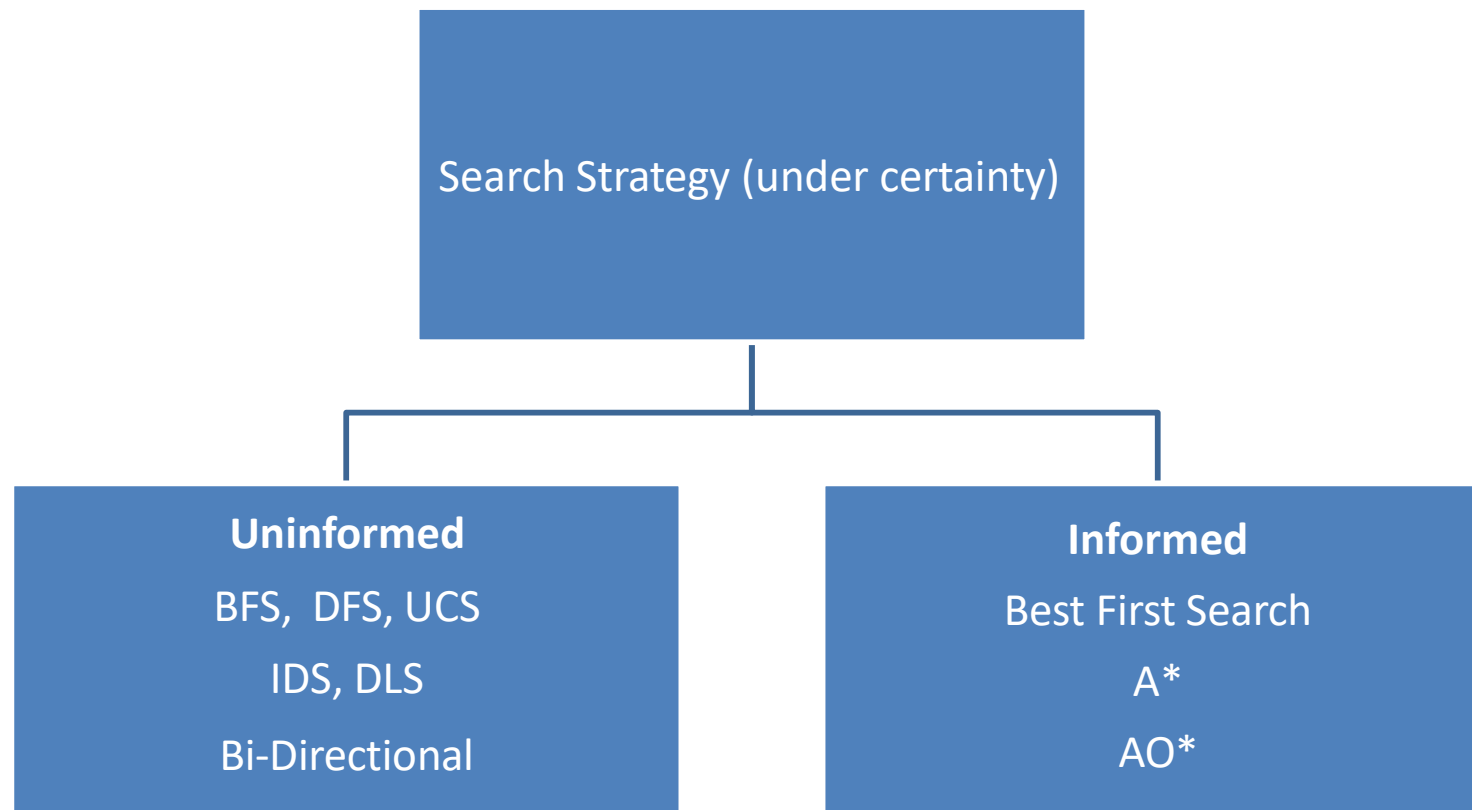 Search Strategy (under certainty)
Uninformed
BFS, DFS, UCS
IDS, DLS
Bi-Directional
Informed
Best First Search
A*
AO*